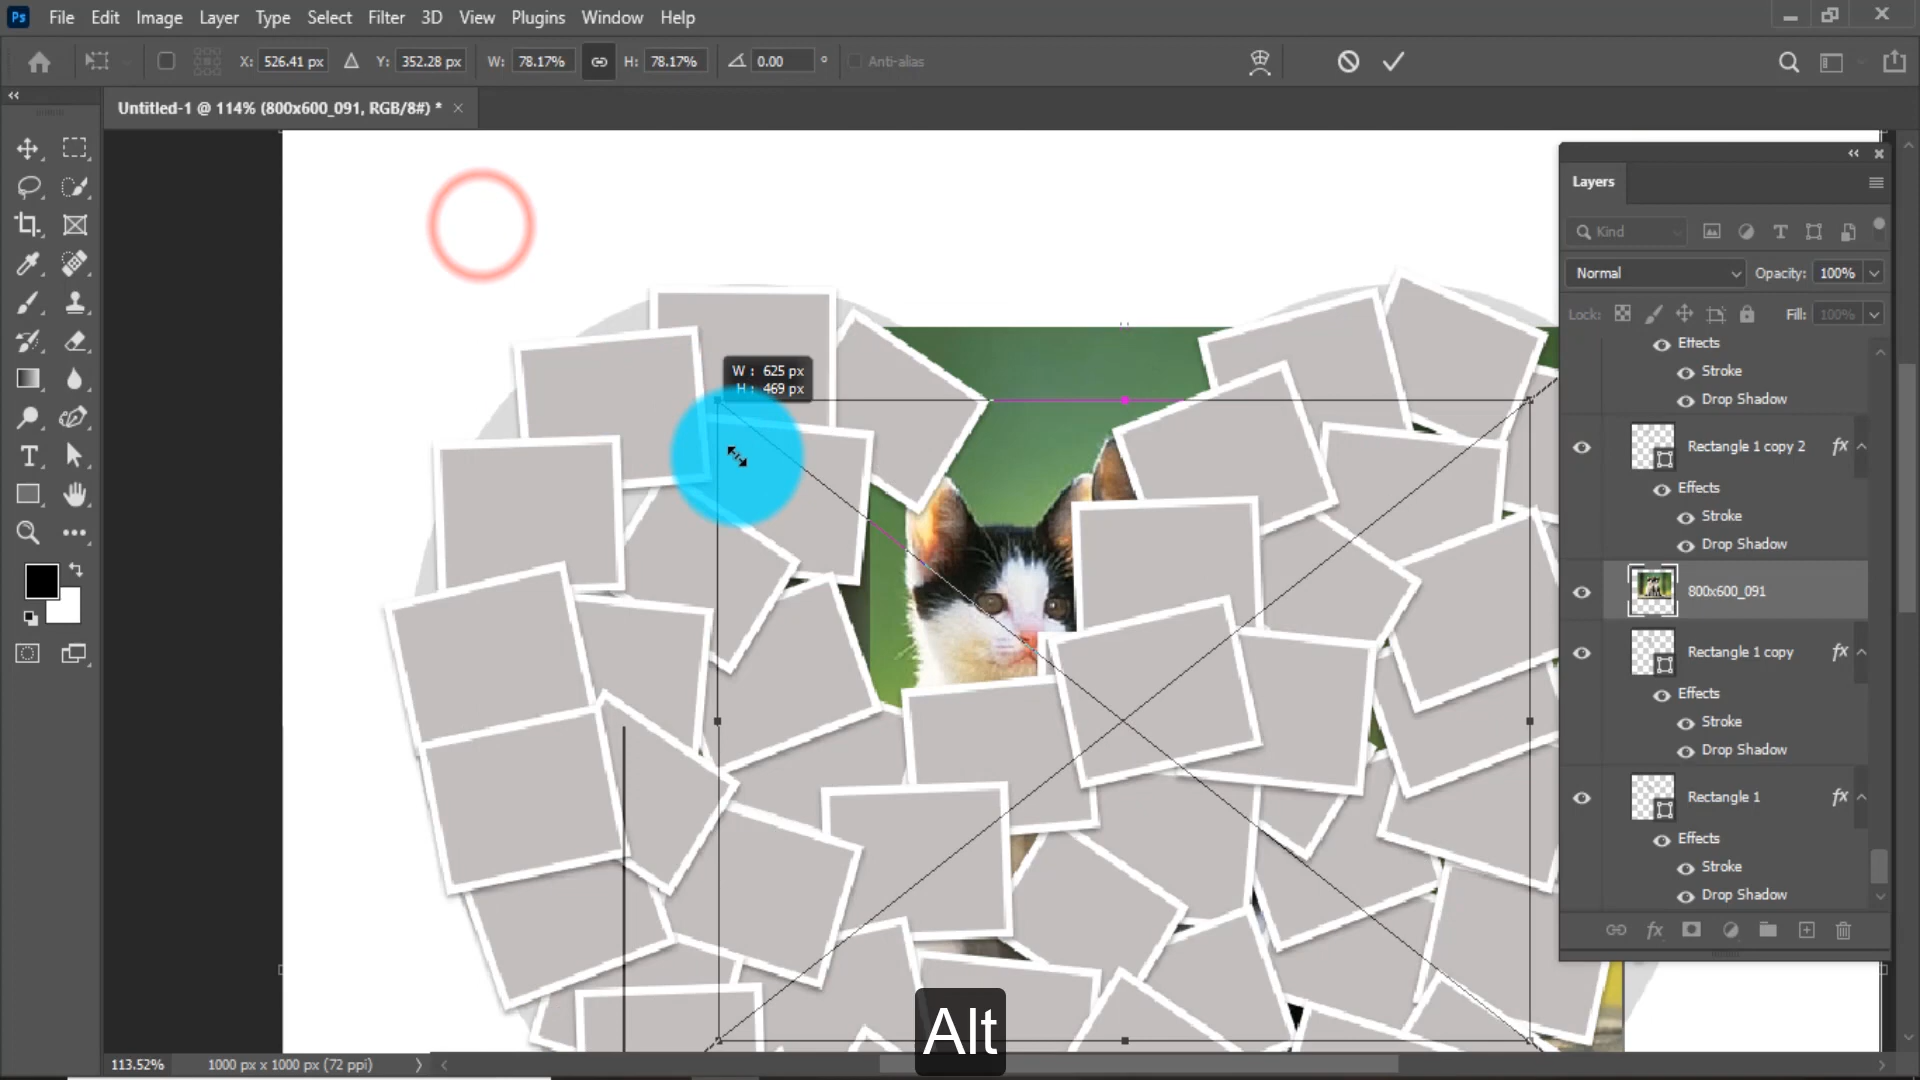 Ps File Edit Image Layer Type Select Filter 3D View Plugins Window Help
X: 526.41 px Y: 352.28 px W: 78.17% H: 78.17% 0.00 ° Anti-alias
Untitled-1 @ 114% (800x600_091, RGB/8#) * ×
Layers
Kind
Normal Opacity: 100%
Lock: Fill: 100%
Effects
Stroke
Drop Shadow
Rectangle 1 copy 2 fx
Effects
Stroke
Drop Shadow
800x600_091
Rectangle 1 copy fx
Effects
Stroke
Drop Shadow
Rectangle 1 fx
Effects
Stroke
Drop Shadow
fx
W : 625 px
H : 469 px
T
Alt
113.52% 1000 px x 1000 px (72 ppi)